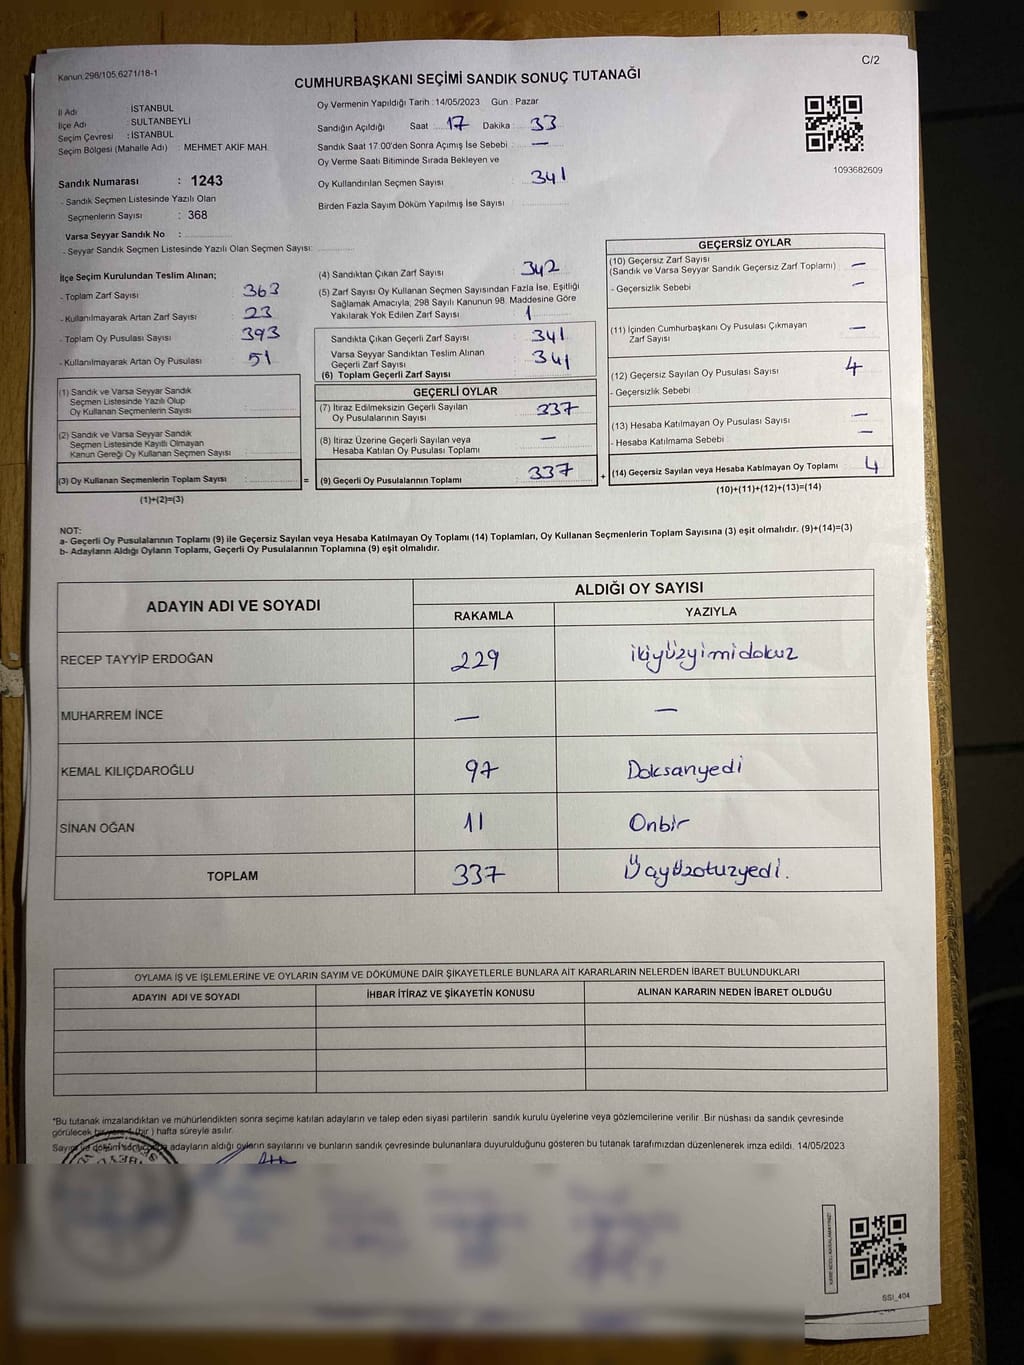 Kanun:298/105,6271/18-1
C/2
CUMHURBAŞKANI SEÇİMİ SANDIK SONUÇ TUTANAĞI
İl Adı : İSTANBUL
İlçe Adı : SULTANBEYLİ
Seçim Çevresi : İSTANBUL
Seçim Bölgesi (Mahalle Adı) : MEHMET AKİF MAH.
Sandık Numarası : 1243
- Sandık Seçmen Listesinde Yazılı Olan
Seçmenlerin Sayısı : 368
Varsa Seyyar Sandık No :
- Seyyar Sandık Seçmen Listesinde Yazılı Olan Seçmen Sayısı:
Oy Vermenin Yapıldığı Tarih : 14/05/2023 Gün : Pazar
Sandığın Açıldığı Saat 17 Dakika : 33
Sandık Saat 17.00'den Sonra Açımış İse Sebebi : —
Oy Verme Saati Bitiminde Sırada Bekleyen ve
Oy Kullandırılan Seçmen Sayısı : 341
Birden Fazla Sayım Döküm Yapılmış İse Sayısı :
1093682609
İlçe Seçim Kurulundan Teslim Alınan;
- Toplam Zarf Sayısı : 363
- Kullanılmayarak Artan Zarf Sayısı : 23
- Toplam Oy Pusulası Sayısı : 393
- Kullanılmayarak Artan Oy Pusulası : 51
(1) Sandık ve Varsa Seyyar Sandık
Seçmen Listesinde Yazılı Olup
Oy Kullanan Seçmenlerin Sayısı :
(2) Sandık ve Varsa Seyyar Sandık
Seçmen Listesinde Kayıtlı Olmayan
Kanun Gereği Oy Kullanan Seçmen Sayısı :
(3) Oy Kullanan Seçmenlerin Toplam Sayısı : =
(1)+(2)=(3)
(4) Sandıktan Çıkan Zarf Sayısı : 342
(5) Zarf Sayısı Oy Kullanan Seçmen Sayısından Fazla İse, Eşitliği
Sağlamak Amacıyla; 298 Sayılı Kanunun 98. Maddesine Göre
Yakılarak Yok Edilen Zarf Sayısı : 1
Sandıkta Çıkan Geçerli Zarf Sayısı : 341
Varsa Seyyar Sandıktan Teslim Alınan
Geçerli Zarf Sayısı : 341
(6) Toplam Geçerli Zarf Sayısı :
GEÇERLİ OYLAR
(7) İtiraz Edilmeksizin Geçerli Sayılan
Oy Pusulalarının Sayısı : 337
(8) İtiraz Üzerine Geçerli Sayılan veya
Hesaba Katılan Oy Pusulası Toplamı : —
(9) Geçerli Oy Pusulalarının Toplamı : 337 +
GEÇERSİZ OYLAR
(10) Geçersiz Zarf Sayısı
(Sandık ve Varsa Seyyar Sandık Geçersiz Zarf Toplamı) : —
- Geçersizlik Sebebi : —
(11) İçinden Cumhurbaşkanı Oy Pusulası Çıkmayan
Zarf Sayısı : —
(12) Geçersiz Sayılan Oy Pusulası Sayısı : 4
- Geçersizlik Sebebi :
(13) Hesaba Katılmayan Oy Pusulası Sayısı : —
- Hesaba Katılmama Sebebi : —
(14) Geçersiz Sayılan veya Hesaba Katılmayan Oy Toplamı : 4
(10)+(11)+(12)+(13)=(14)
NOT:
a- Geçerli Oy Pusulalarının Toplamı (9) ile Geçersiz Sayılan veya Hesaba Katılmayan Oy Toplamı (14) Toplamları, Oy Kullanan Seçmenlerin Toplam Sayısına (3) eşit olmalıdır. (9)+(14)=(3)
b- Adayların Aldığı Oyların Toplamı, Geçerli Oy Pusulalarının Toplamına (9) eşit olmalıdır.
ADAYIN ADI VE SOYADI
ALDIĞI OY SAYISI
RAKAMLA YAZIYLA
RECEP TAYYİP ERDOĞAN 229 ikiyüzyimidokuz
MUHARREM İNCE — —
KEMAL KILIÇDAROĞLU 97 Doksanyedi
SİNAN OĞAN 11 Onbir
TOPLAM 337 Üçyüzotuzyedi.
OYLAMA İŞ VE İŞLEMLERİNE VE OYLARIN SAYIM VE DÖKÜMÜNE DAİR ŞİKAYETLERLE BUNLARA AİT KARARLARIN NELERDEN İBARET BULUNDUKLARI
ADAYIN ADI VE SOYADI İHBAR İTİRAZ VE ŞİKAYETİN KONUSU ALINAN KARARIN NEDEN İBARET OLDUĞU
*Bu tutanak imzalandıktan ve mühürlendikten sonra seçime katılan adayların ve talep eden siyasi partilerin sandık kurulu üyelerine veya gözlemcilerine verilir. Bir nüshası da sandık çevresinde
görülecek bir yere 1 (bir) hafta süreyle asılır.
Sayım ve döküm adayların aldığı oyların sayılarını ve bunların sandık çevresinde bulunanlara duyurulduğunu gösteren bu tutanak tarafımızdan düzenlenerek imza edildi. 14/05/2023
SSİ_404